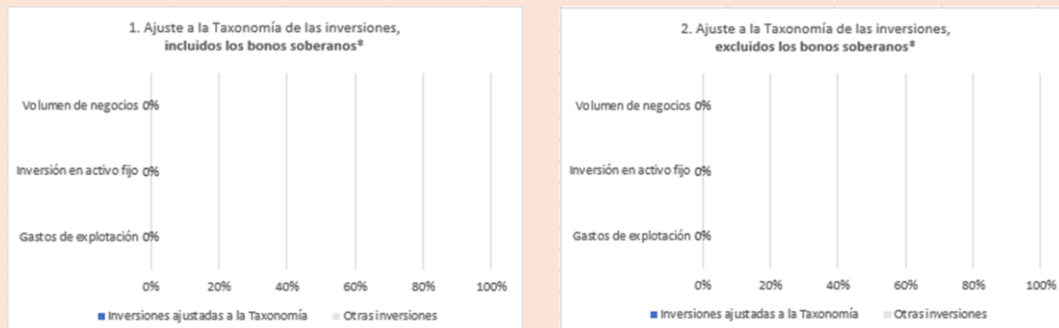 1. Ajuste a la Taxonomía de las inversiones,
incluidos los bonos soberanos*
Volumen de negocios 0%
Inversión en activo fijo 0%
Gastos de explotación 0%
0% 20% 40% 60% 80% 100%
Inversiones ajustadas a la Taxonomía Otras inversiones
2. Ajuste a la Taxonomía de las inversiones,
excluidos los bonos soberanos*
Volumen de negocios 0%
Inversión en activo fijo 0%
Gastos de explotación 0%
0% 20% 40% 60% 80% 100%
Inversiones ajustadas a la Taxonomía Otras inversiones